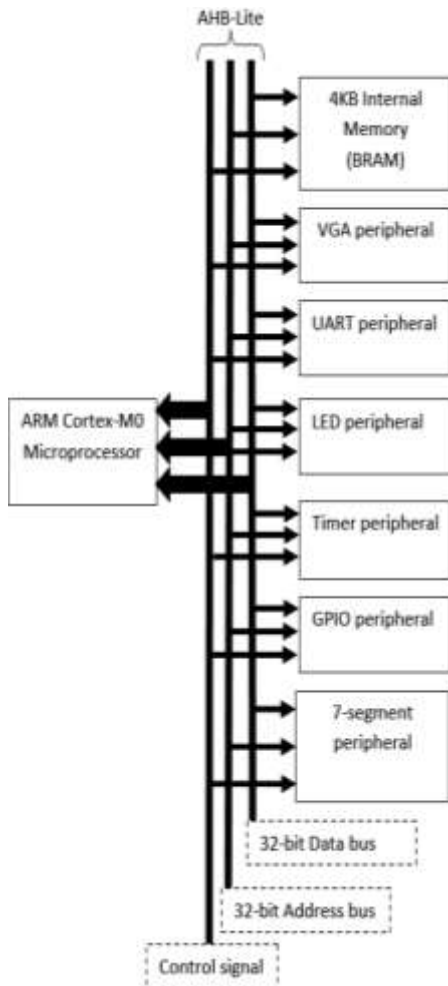 AHB-Lite
4KB Internal
Memory
(BRAM)
VGA peripheral
UART peripheral
ARM Cortex-M0
Microprocessor
LED peripheral
Timer peripheral
GPIO peripheral
7-segment
peripheral
32-bit Data bus
32-bit Address bus
Control signal